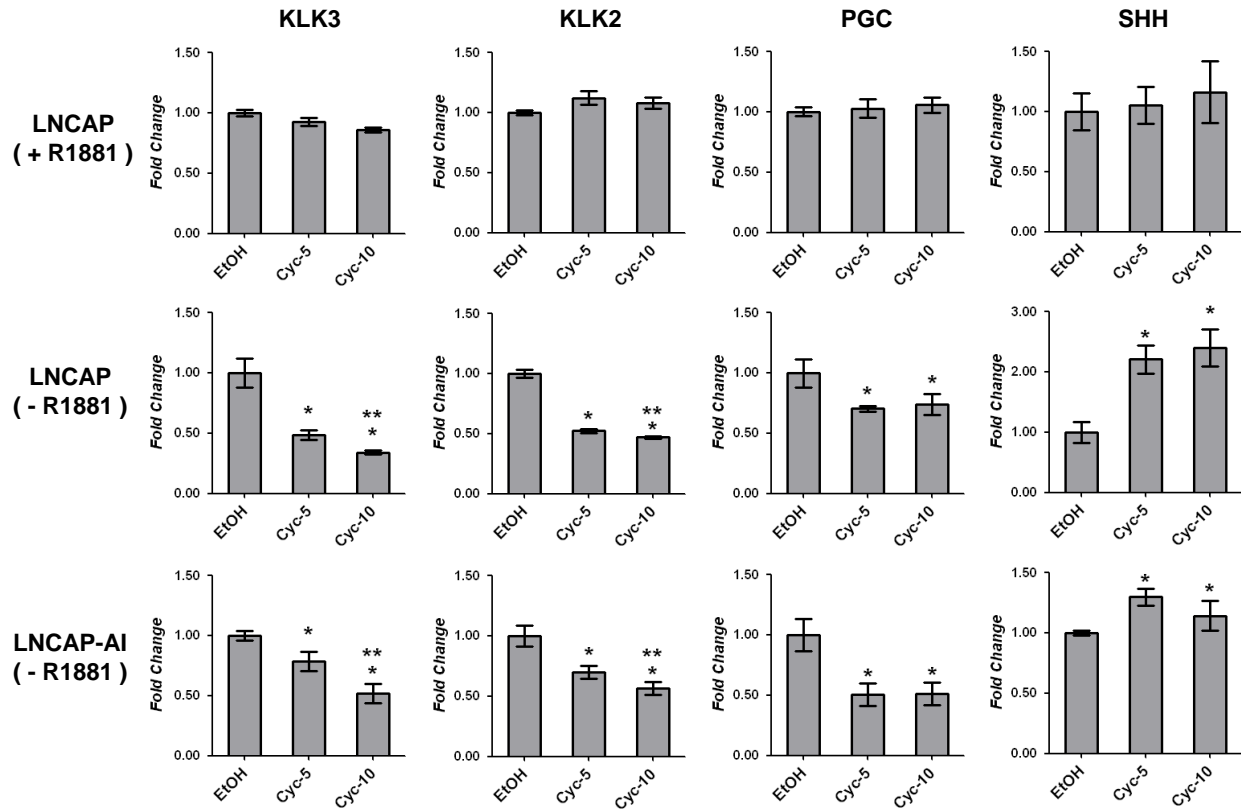 KLK3
KLK2
PGC
SHH
LNCAP
( + R1881 )
Fold Change
1.50
1.00
0.50
0.00
EtOH
Cyc-5
Cyc-10
Fold Change
1.50
1.00
0.50
0.00
EtOH
Cyc-5
Cyc-10
Fold Change
1.50
1.00
0.50
0.00
EtOH
Cyc-5
Cyc-10
Fold Change
1.50
1.00
0.50
0.00
EtOH
Cyc-5
Cyc-10
LNCAP
( - R1881 )
Fold Change
1.50
1.00
0.50
0.00
*
**
*
EtOH
Cyc-5
Cyc-10
Fold Change
1.50
1.00
0.50
0.00
*
**
*
EtOH
Cyc-5
Cyc-10
Fold Change
1.50
1.00
0.50
0.00
*
*
EtOH
Cyc-5
Cyc-10
Fold Change
3.00
2.00
1.00
0.00
*
*
EtOH
Cyc-5
Cyc-10
LNCAP-AI
( - R1881 )
Fold Change
1.50
1.00
0.50
0.00
*
**
*
EtOH
Cyc-5
Cyc-10
Fold Change
1.50
1.00
0.50
0.00
*
**
*
EtOH
Cyc-5
Cyc-10
Fold Change
1.50
1.00
0.50
0.00
*
*
EtOH
Cyc-5
Cyc-10
Fold Change
1.50
1.00
0.50
0.00
*
*
EtOH
Cyc-5
Cyc-10